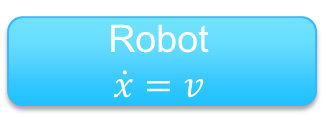 Robot
ẋ = v